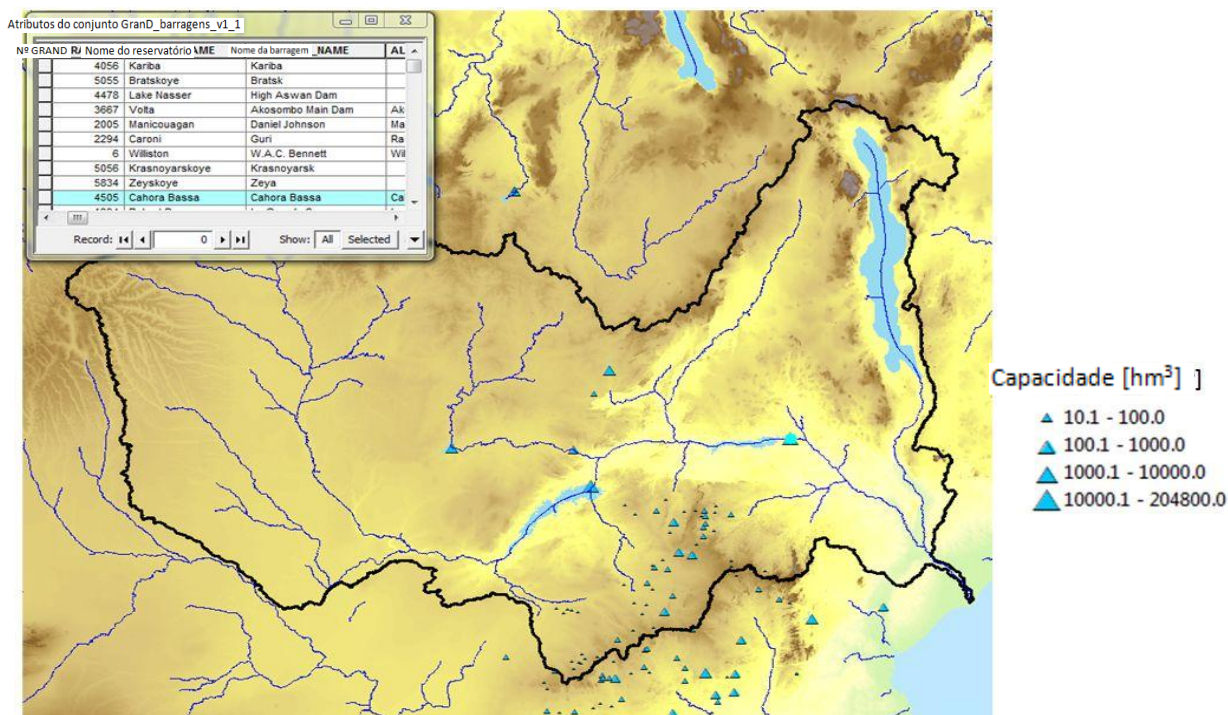 Atributos do conjunto GranD_barragens_v1_1
Nº GRAND Nome do reservatório AME Nome da barragem _NAME AL
4056 Kariba Kariba
5055 Bratskoye Bratsk
4478 Lake Nasser High Aswan Dam
3667 Volta Akosombo Main Dam Ak
2005 Manicouagan Daniel Johnson Ma
2294 Caroni Guri Ra
6 Williston W.A.C. Bennett Wil
5056 Krasnoyarskoye Krasnoyarsk
5834 Zeyskoye Zeya
4505 Cahora Bassa Cahora Bassa Ca
Record: 0 Show: All Selected
Capacidade [hm³] ]
10.1 - 100.0
100.1 - 1000.0
1000.1 - 10000.0
10000.1 - 204800.0